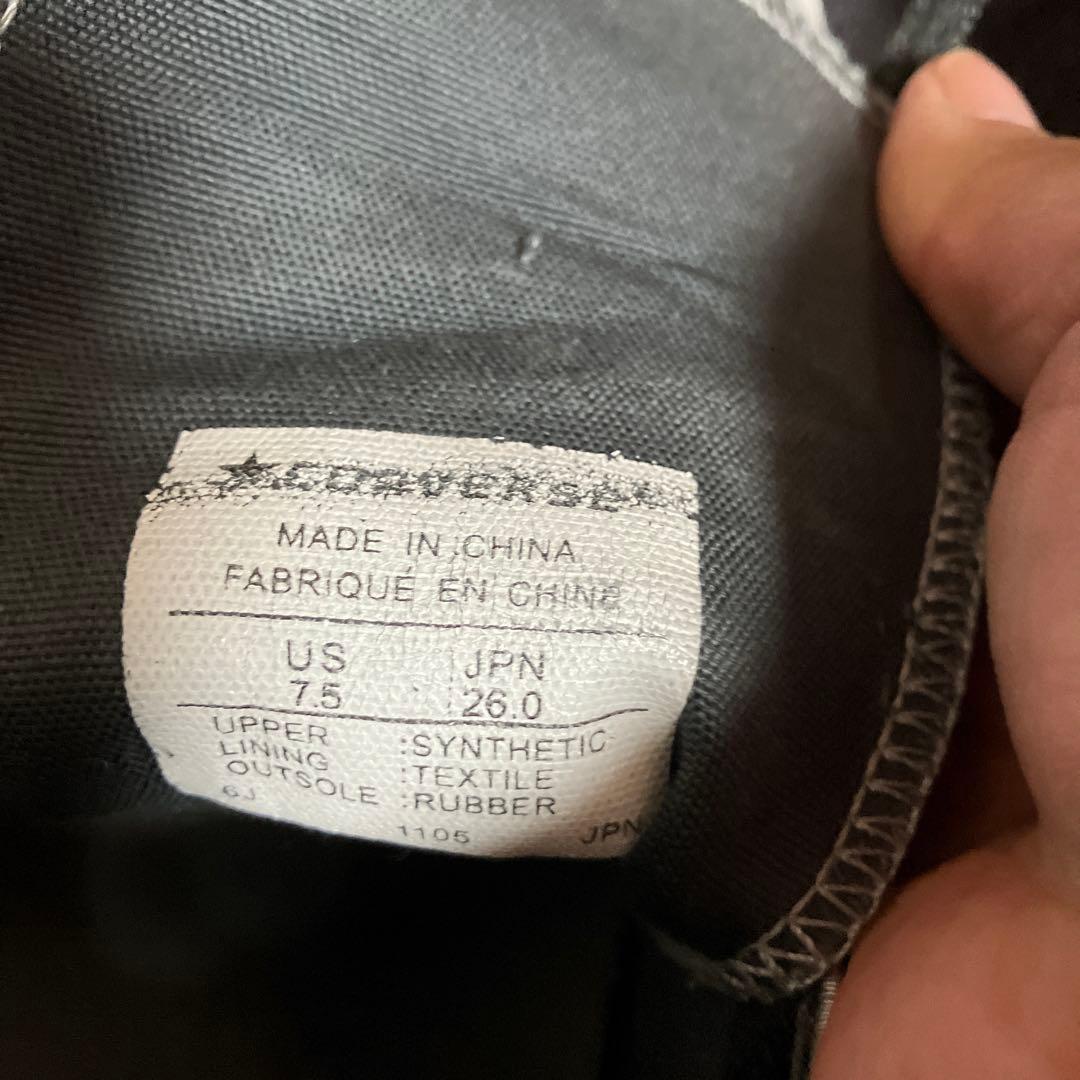 ★CONVERSE
MADE IN CHINA
FABRIQUÉ EN CHINE
US JPN
7.5 26.0
UPPER :SYNTHETIC
LINING :TEXTILE
OUTSOLE :RUBBER
6J 1105 JPN